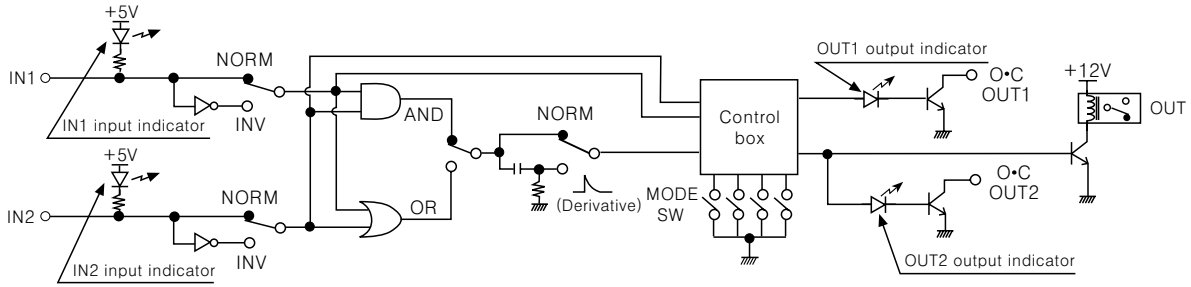 +5V
IN1
NORM
INV
IN1 input indicator
+5V
IN2
NORM
INV
IN2 input indicator
AND
OR
NORM
(Derivative)
Control
box
MODE
SW
OUT1 output indicator
O•C
OUT1
+12V
OUT
O•C
OUT2
OUT2 output indicator